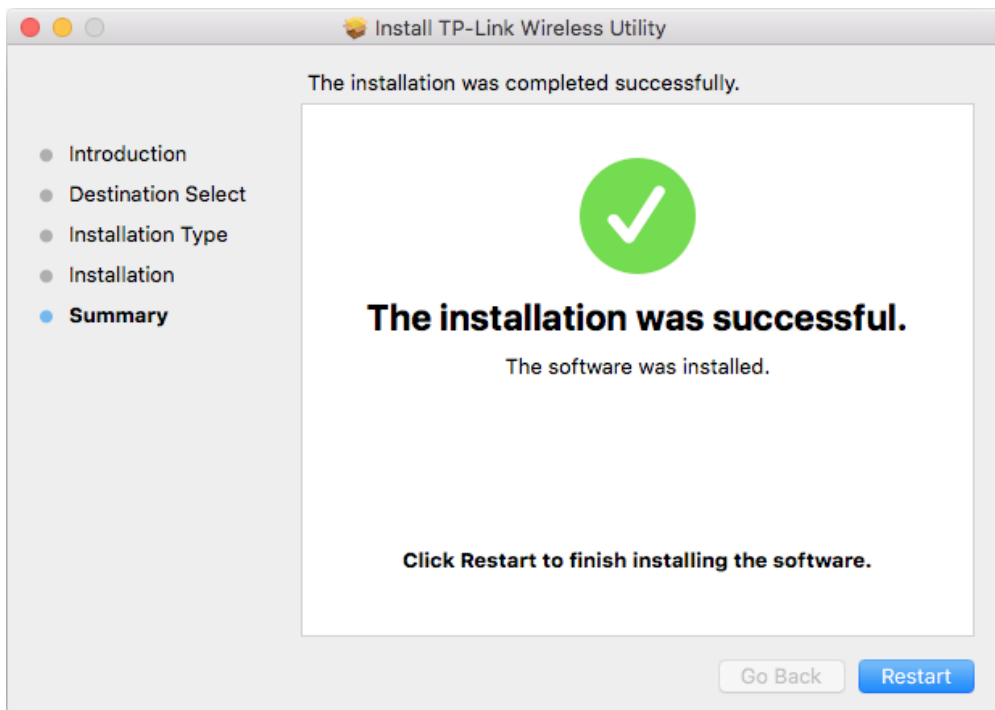 Install TP-Link Wireless Utility
The installation was completed successfully.
Introduction
Destination Select
Installation Type
Installation
Summary
The installation was successful.
The software was installed.
Click Restart to finish installing the software.
Go Back
Restart